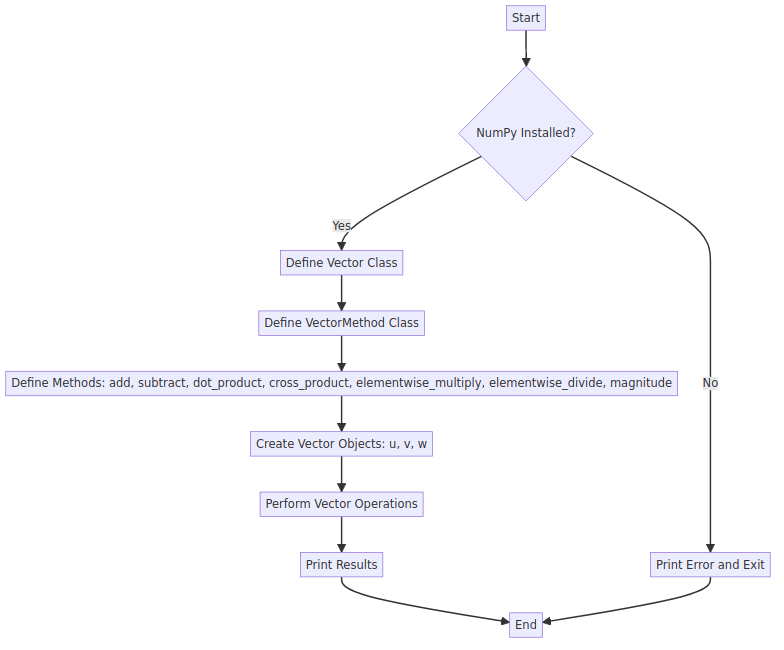 Start
NumPy Installed?
Yes
Define Vector Class
Define VectorMethod Class
Define Methods: add, subtract, dot_product, cross_product, elementwise_multiply, elementwise_divide, magnitude
No
Create Vector Objects: u, v, w
Perform Vector Operations
Print Results
Print Error and Exit
End